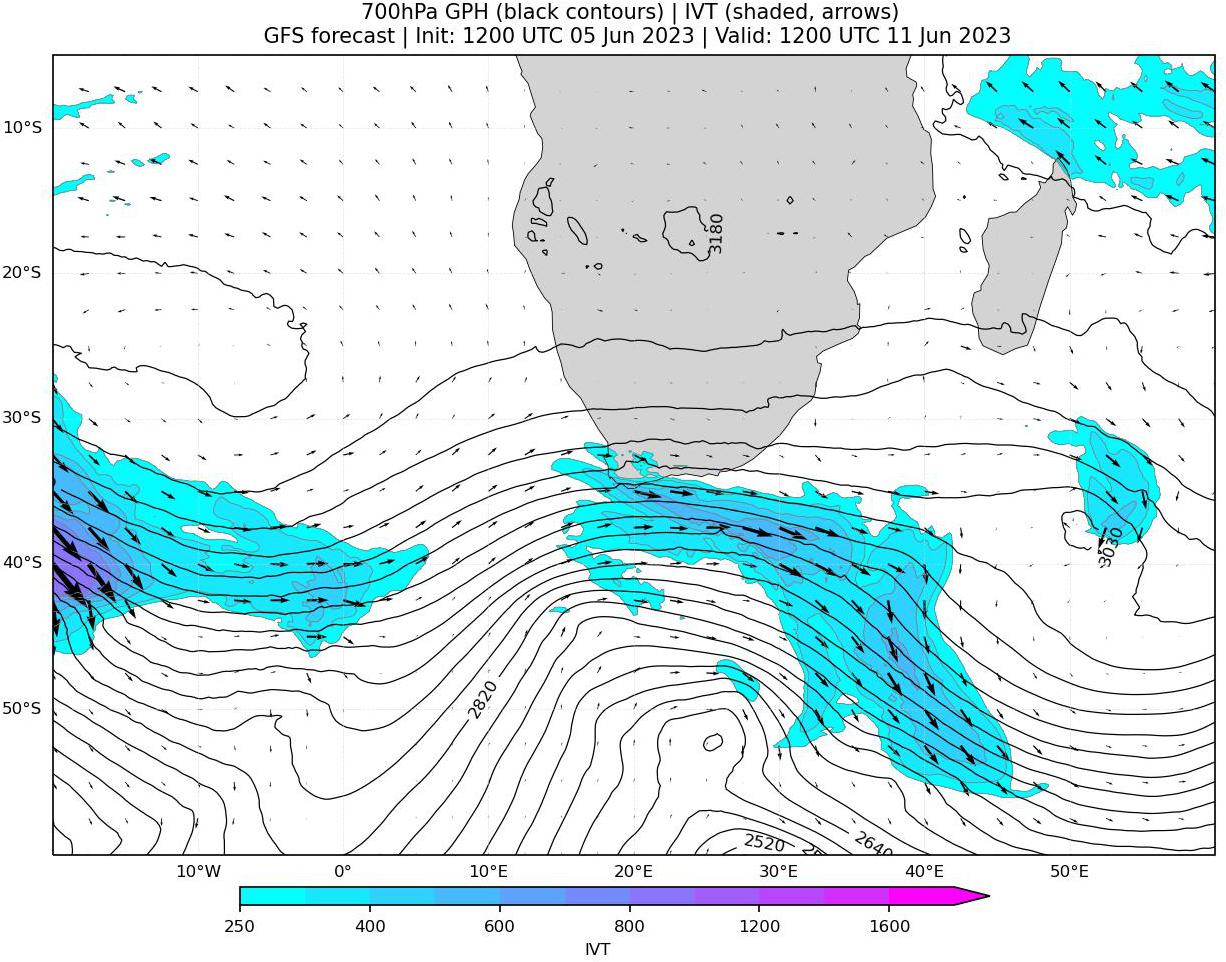 700hPa GPH (black contours) | IVT (shaded, arrows)
GFS forecast | Init: 1200 UTC 05 Jun 2023 | Valid: 1200 UTC 11 Jun 2023
10°S
3180
20°S
30°S
3030
40°S
2820
50°S
2520
2640
10°W
0°
10°E
20°E
30°E
40°E
50°E
250
400
600
800
1200
1600
IVT